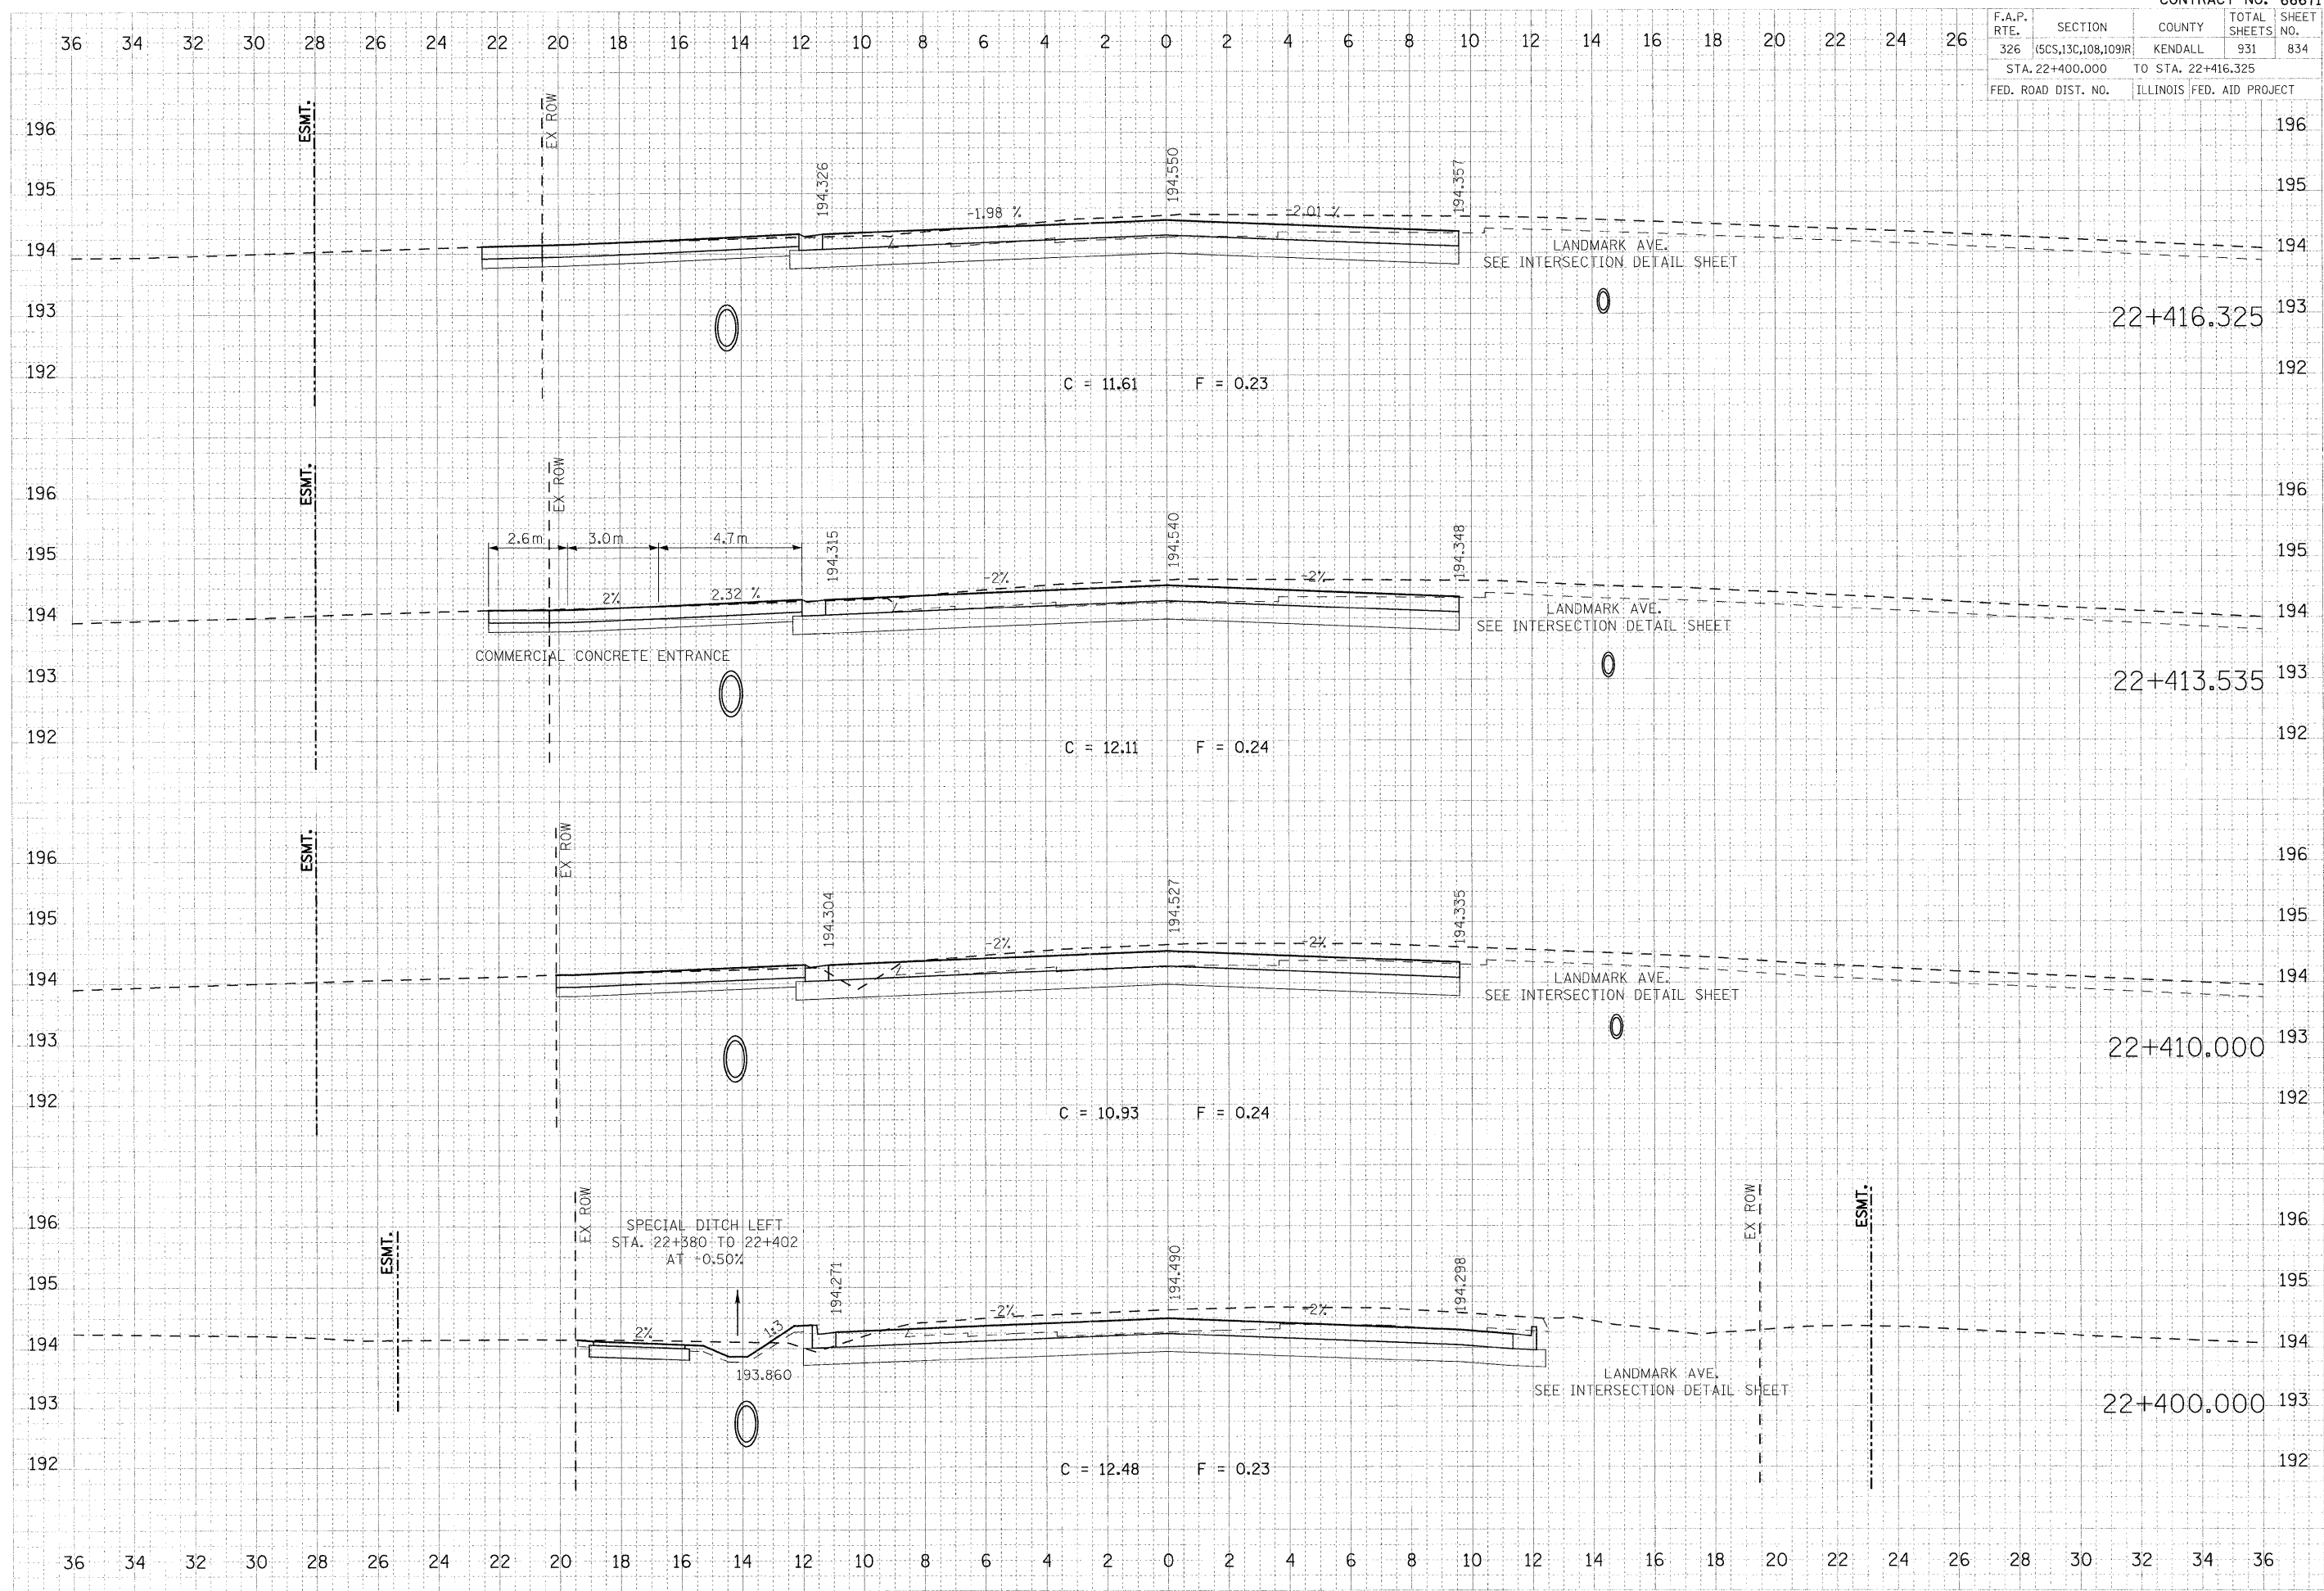 CONTRACT NO. 66671
F.A.P. RTE. SECTION COUNTY TOTAL SHEETS SHEET NO.
326 (5CS,13C,108,109)R KENDALL 931 834
STA. 22+400.000 TO STA. 22+416.325
FED. ROAD DIST. NO. ILLINOIS FED. AID PROJECT
36 34 32 30 28 26 24 22 20 18 16 14 12 10 8 6 4 2 0 2 4 6 8 10 12 14 16 18 20 22 24 26
ESMT.
EX ROW
196 196
195 195
194 194
193 193
192 192
194.326
194.550
194.357
-1.98 %
-2.01 %
LANDMARK AVE.
SEE INTERSECTION DETAIL SHEET
22+416.325
C = 11.61 F = 0.23
ESMT.
EX ROW
196 196
195 195
194 194
193 193
192 192
2.6m 3.0m 4.7m
194.315
194.540
194.348
2% 2.32 %
-2% -2%
LANDMARK AVE.
SEE INTERSECTION DETAIL SHEET
COMMERCIAL CONCRETE ENTRANCE
22+413.535
C = 12.11 F = 0.24
ESMT.
EX ROW
196 196
195 195
194 194
193 193
192 192
194.304
194.527
194.335
-2% -2%
LANDMARK AVE.
SEE INTERSECTION DETAIL SHEET
22+410.000
C = 10.93 F = 0.24
ESMT.
EX ROW
EX ROW
ESMT.
196 196
195 195
194 194
193 193
192 192
SPECIAL DITCH LEFT
STA. 22+380 TO 22+402
194.271
194.490
194.298
2% 1:3
-2% -2%
193.860
LANDMARK AVE.
SEE INTERSECTION DETAIL SHEET
22+400.000
C = 12.48 F = 0.23
36 34 32 30 28 26 24 22 20 18 16 14 12 10 8 6 4 2 0 2 4 6 8 10 12 14 16 18 20 22 24 26 28 30 32 34 36